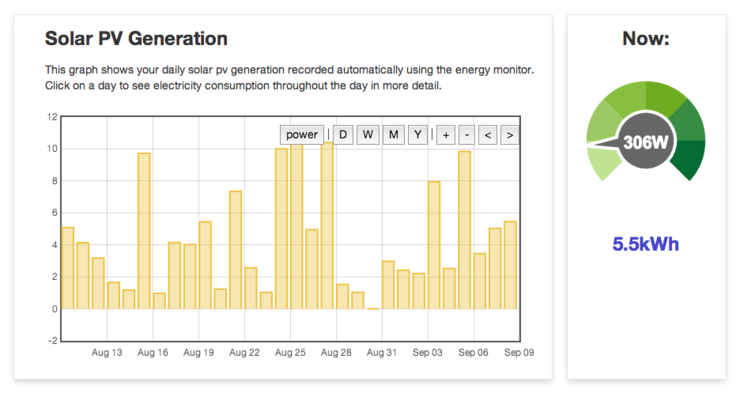 Solar PV Generation
This graph shows your daily solar pv generation recorded automatically using the energy monitor.
Click on a day to see electricity consumption throughout the day in more detail.
12
power | D W M Y | + - < >
10
8
6
4
2
0
-2
Aug 13 Aug 16 Aug 19 Aug 22 Aug 25 Aug 28 Aug 31 Sep 03 Sep 06 Sep 09
Now:
306W
5.5kWh